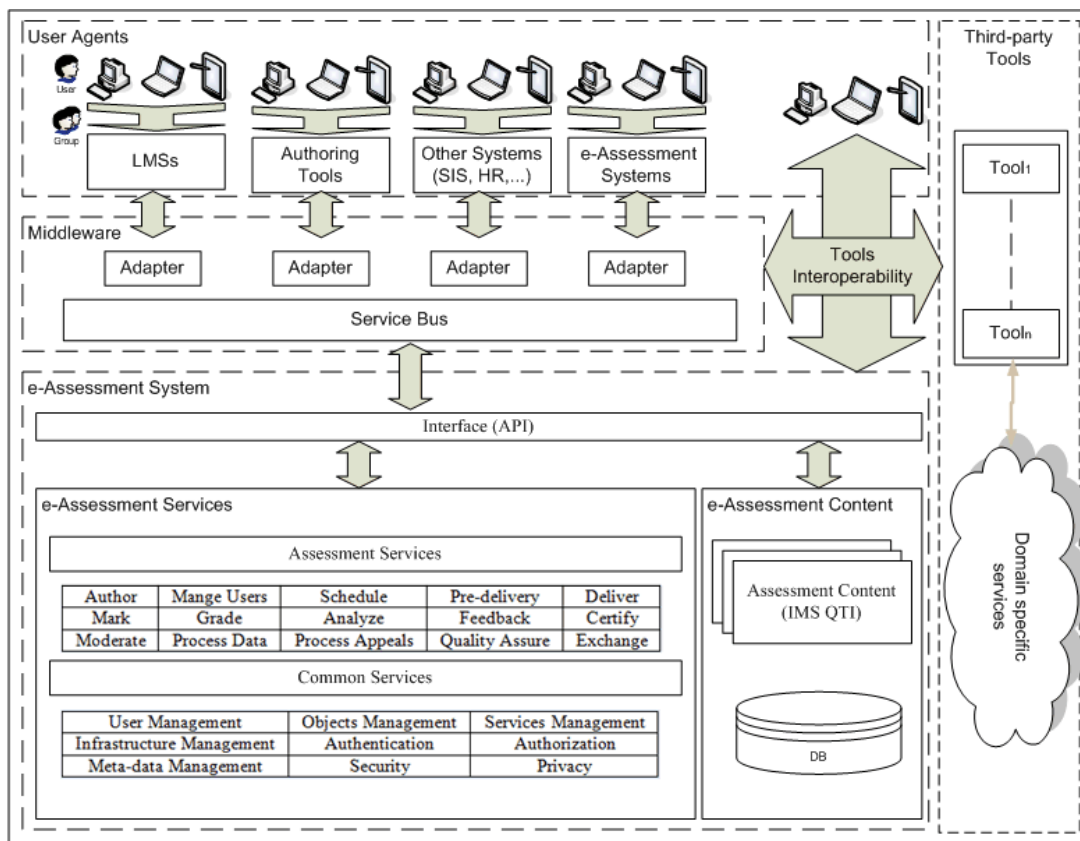 User Agents
User
Group
LMSs
Authoring
Tools
Other Systems
(SIS, HR,...)
e-Assessment
Systems
Third-party
Tools
Tool1
Tooln
Domain specific
services
Middleware
Adapter
Adapter
Adapter
Adapter
Service Bus
Tools
Interoperability
e-Assessment System
Interface (API)
e-Assessment Services
Assessment Services
Author Mange Users Schedule Pre-delivery Deliver
Mark Grade Analyze Feedback Certify
Moderate Process Data Process Appeals Quality Assure Exchange
Common Services
User Management Objects Management Services Management
Infrastructure Management Authentication Authorization
Meta-data Management Security Privacy
e-Assessment Content
Assessment Content
(IMS QTI)
DB